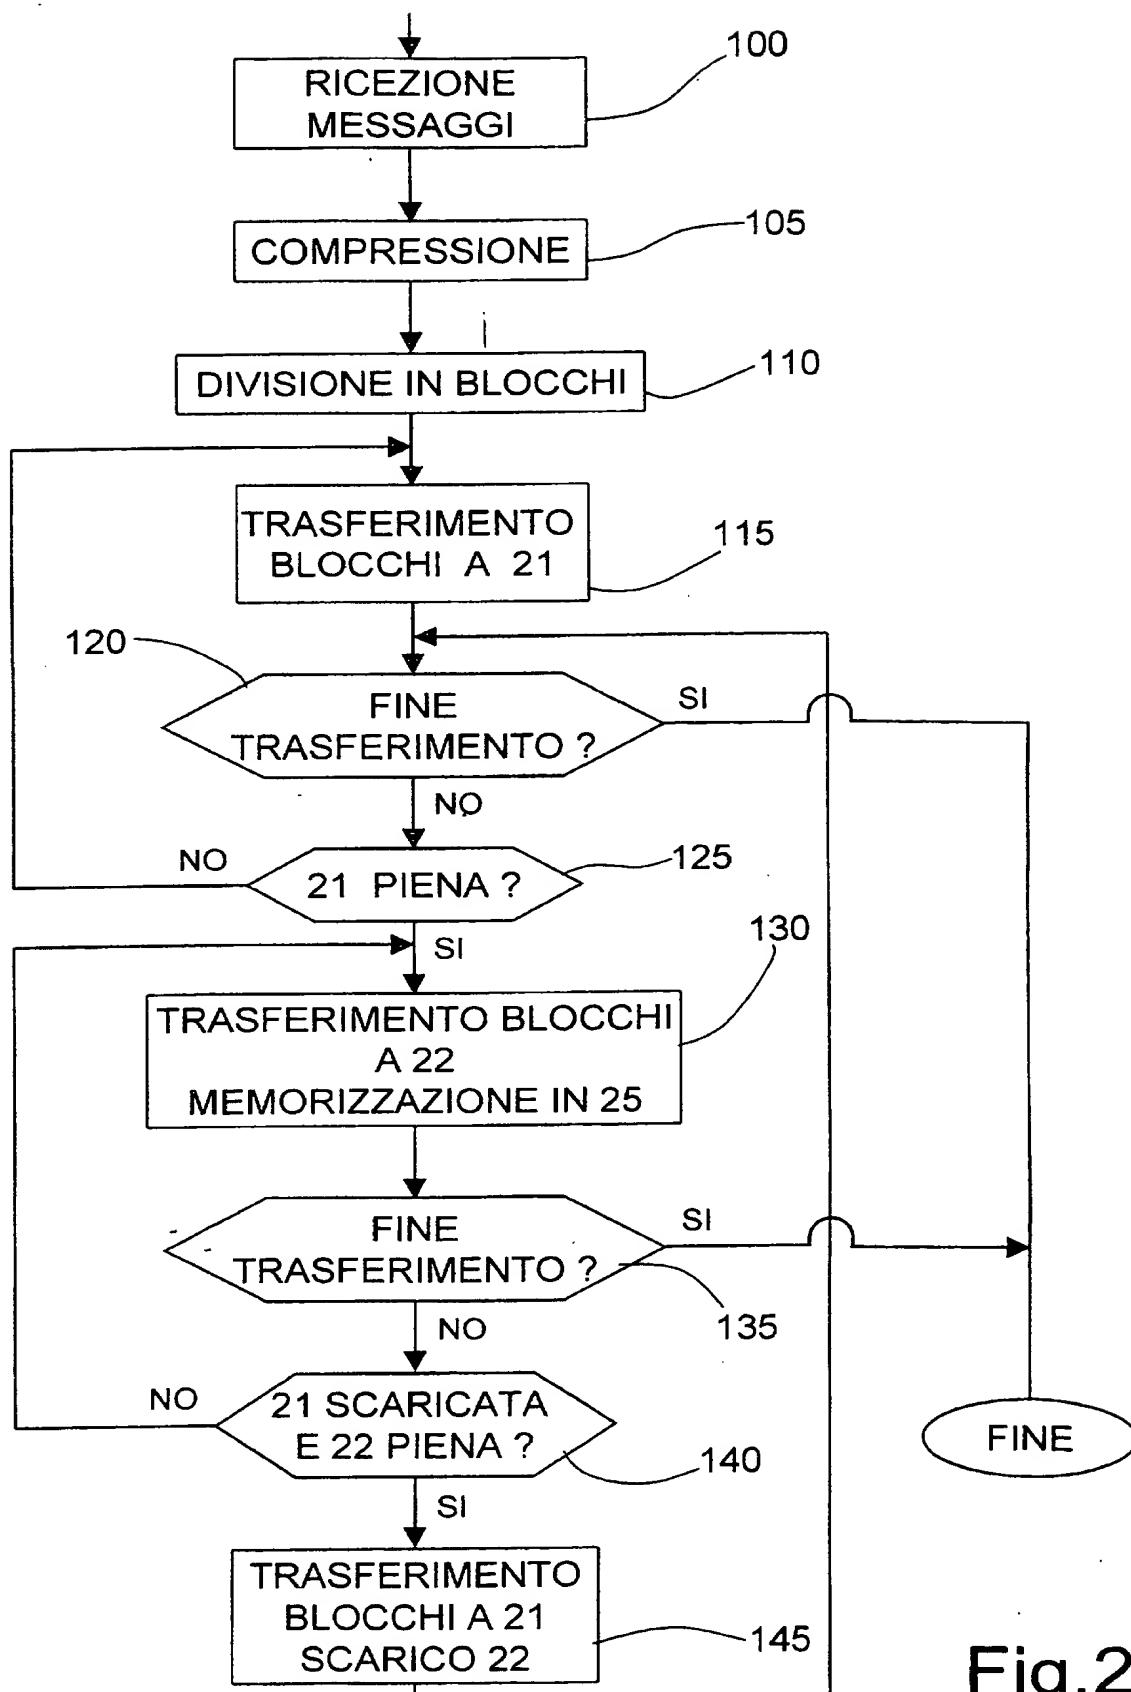 100
RICEZIONE
MESSAGGI
105
COMPRESSIONE
110
DIVISIONE IN BLOCCHI
115
TRASFERIMENTO
BLOCCHI A 21
120
FINE
TRASFERIMENTO ?
SI
NO
125
21 PIENA ?
NO
SI
130
TRASFERIMENTO BLOCCHI
A 22
MEMORIZZAZIONE IN 25
FINE
TRASFERIMENTO ?
SI
135
NO
21 SCARICATA
E 22 PIENA ?
NO
140
FINE
SI
TRASFERIMENTO
BLOCCHI A 21
SCARICO 22
145
Fig.2